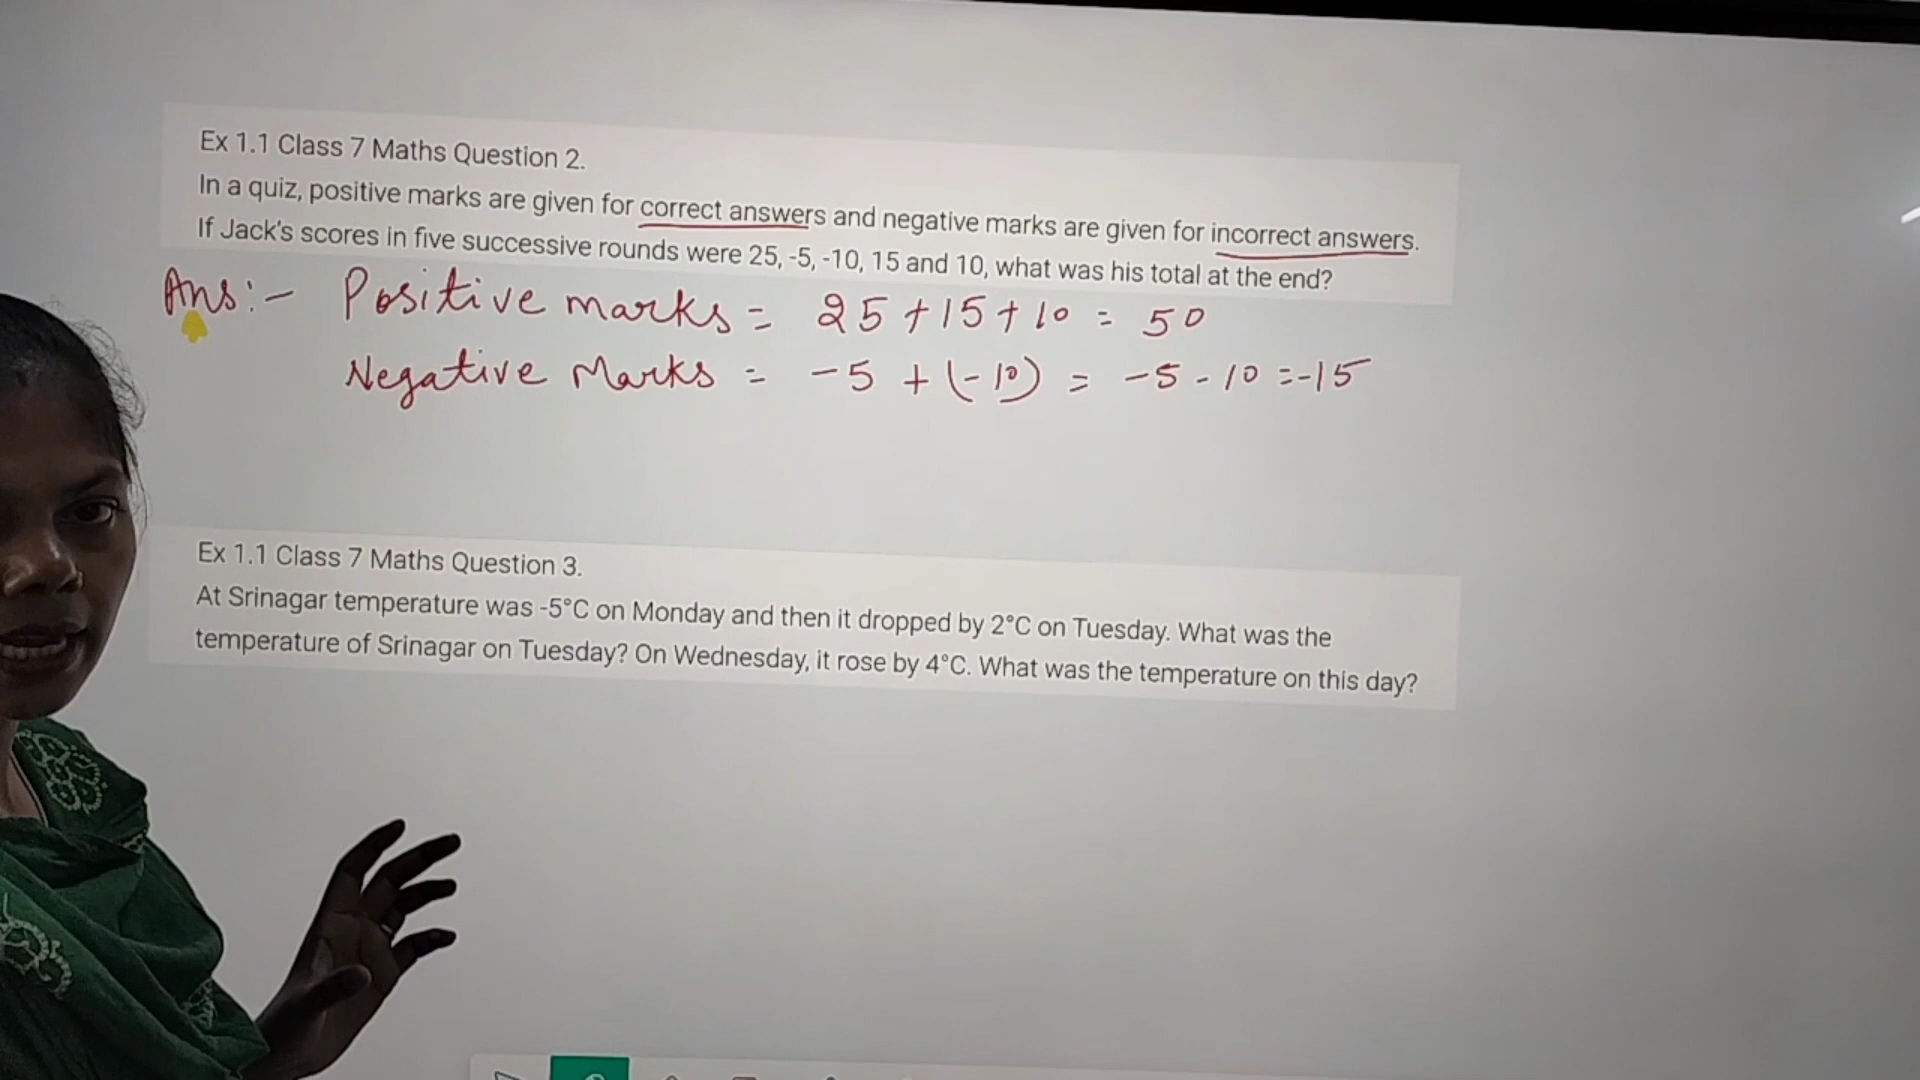 Ex 1.1 Class 7 Maths Question 2.
In a quiz, positive marks are given for correct answers and negative marks are given for incorrect answers.
If Jack's scores in five successive rounds were 25, -5, -10, 15 and 10, what was his total at the end?
Ans:- Positive marks = 25+15+10 = 50
Negative Marks = -5 + (-10) = -5 - 10 = -15
Ex 1.1 Class 7 Maths Question 3.
At Srinagar temperature was -5°C on Monday and then it dropped by 2°C on Tuesday. What was the
temperature of Srinagar on Tuesday? On Wednesday, it rose by 4°C. What was the temperature on this day?